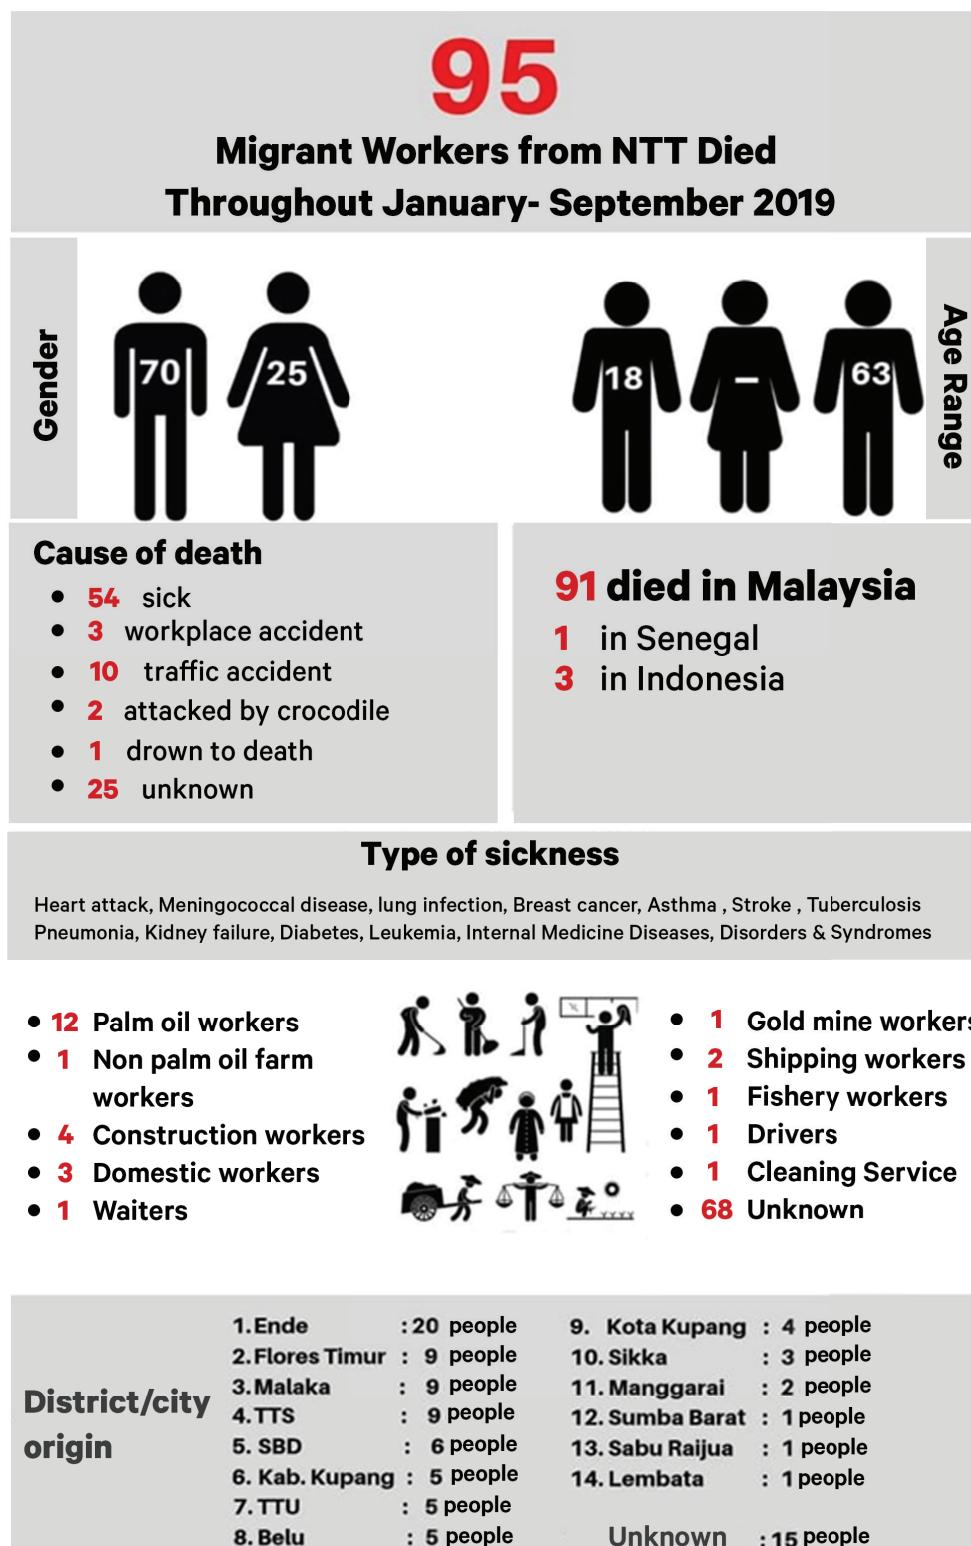 95
Migrant Workers from NTT Died
Throughout January- September 2019
Gender
70
25
18
–
63
Age Range
Cause of death
• 54 sick
• 3 workplace accident
• 10 traffic accident
• 2 attacked by crocodile
• 1 drown to death
• 25 unknown
91 died in Malaysia
1 in Senegal
3 in Indonesia
Type of sickness
Heart attack, Meningococcal disease, lung infection, Breast cancer, Asthma , Stroke , Tuberculosis
Pneumonia, Kidney failure, Diabetes, Leukemia, Internal Medicine Diseases, Disorders & Syndromes
• 12 Palm oil workers
• 1 Non palm oil farm
workers
• 4 Construction workers
• 3 Domestic workers
• 1 Waiters
• 1 Gold mine workers
• 2 Shipping workers
• 1 Fishery workers
• 1 Drivers
• 1 Cleaning Service
• 68 Unknown
District/city
origin
1. Ende : 20 people
2. Flores Timur : 9 people
3. Malaka : 9 people
4. TTS : 9 people
5. SBD : 6 people
6. Kab. Kupang : 5 people
7. TTU : 5 people
8. Belu : 5 people
9. Kota Kupang : 4 people
10. Sikka : 3 people
11. Manggarai : 2 people
12. Sumba Barat : 1 people
13. Sabu Raijua : 1 people
14. Lembata : 1 people
Unknown : 15 people